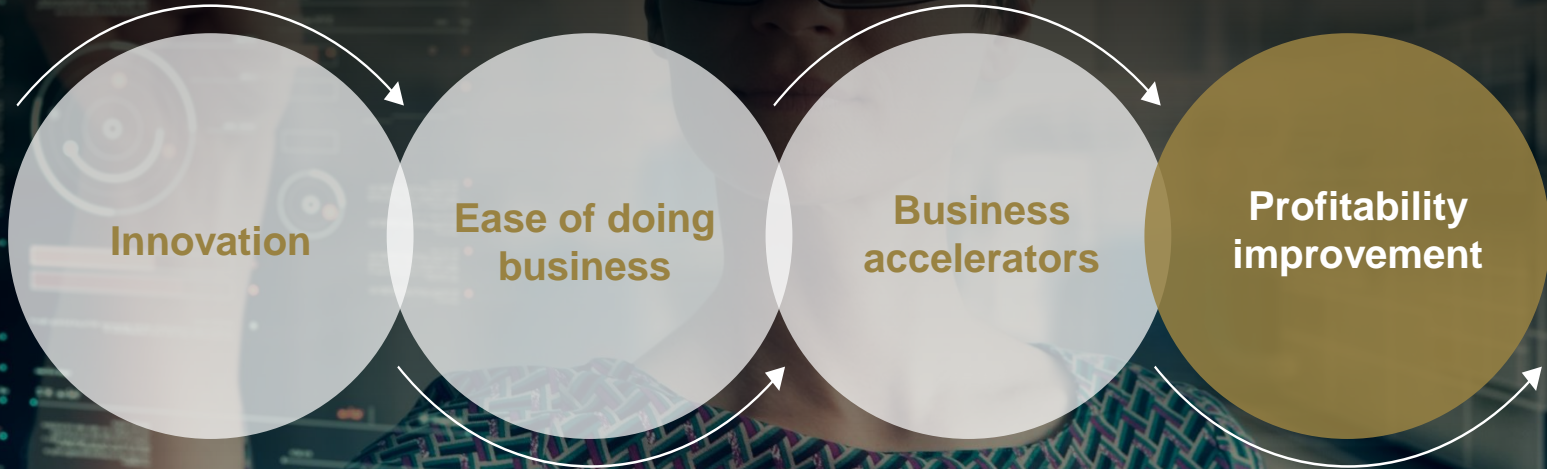 Innovation
Ease of doing
business
Business
accelerators
Profitability
improvement